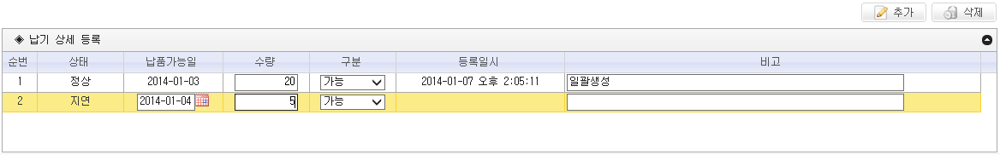 추가 삭제
◈ 납기 상세 등록
순번 상태 납품가능일 수량 구분 등록일시 비고
1 정상 2014-01-03 20 가능 2014-01-07 오후 2:05:11 일괄생성
2 지연 2014-01-04 5 가능